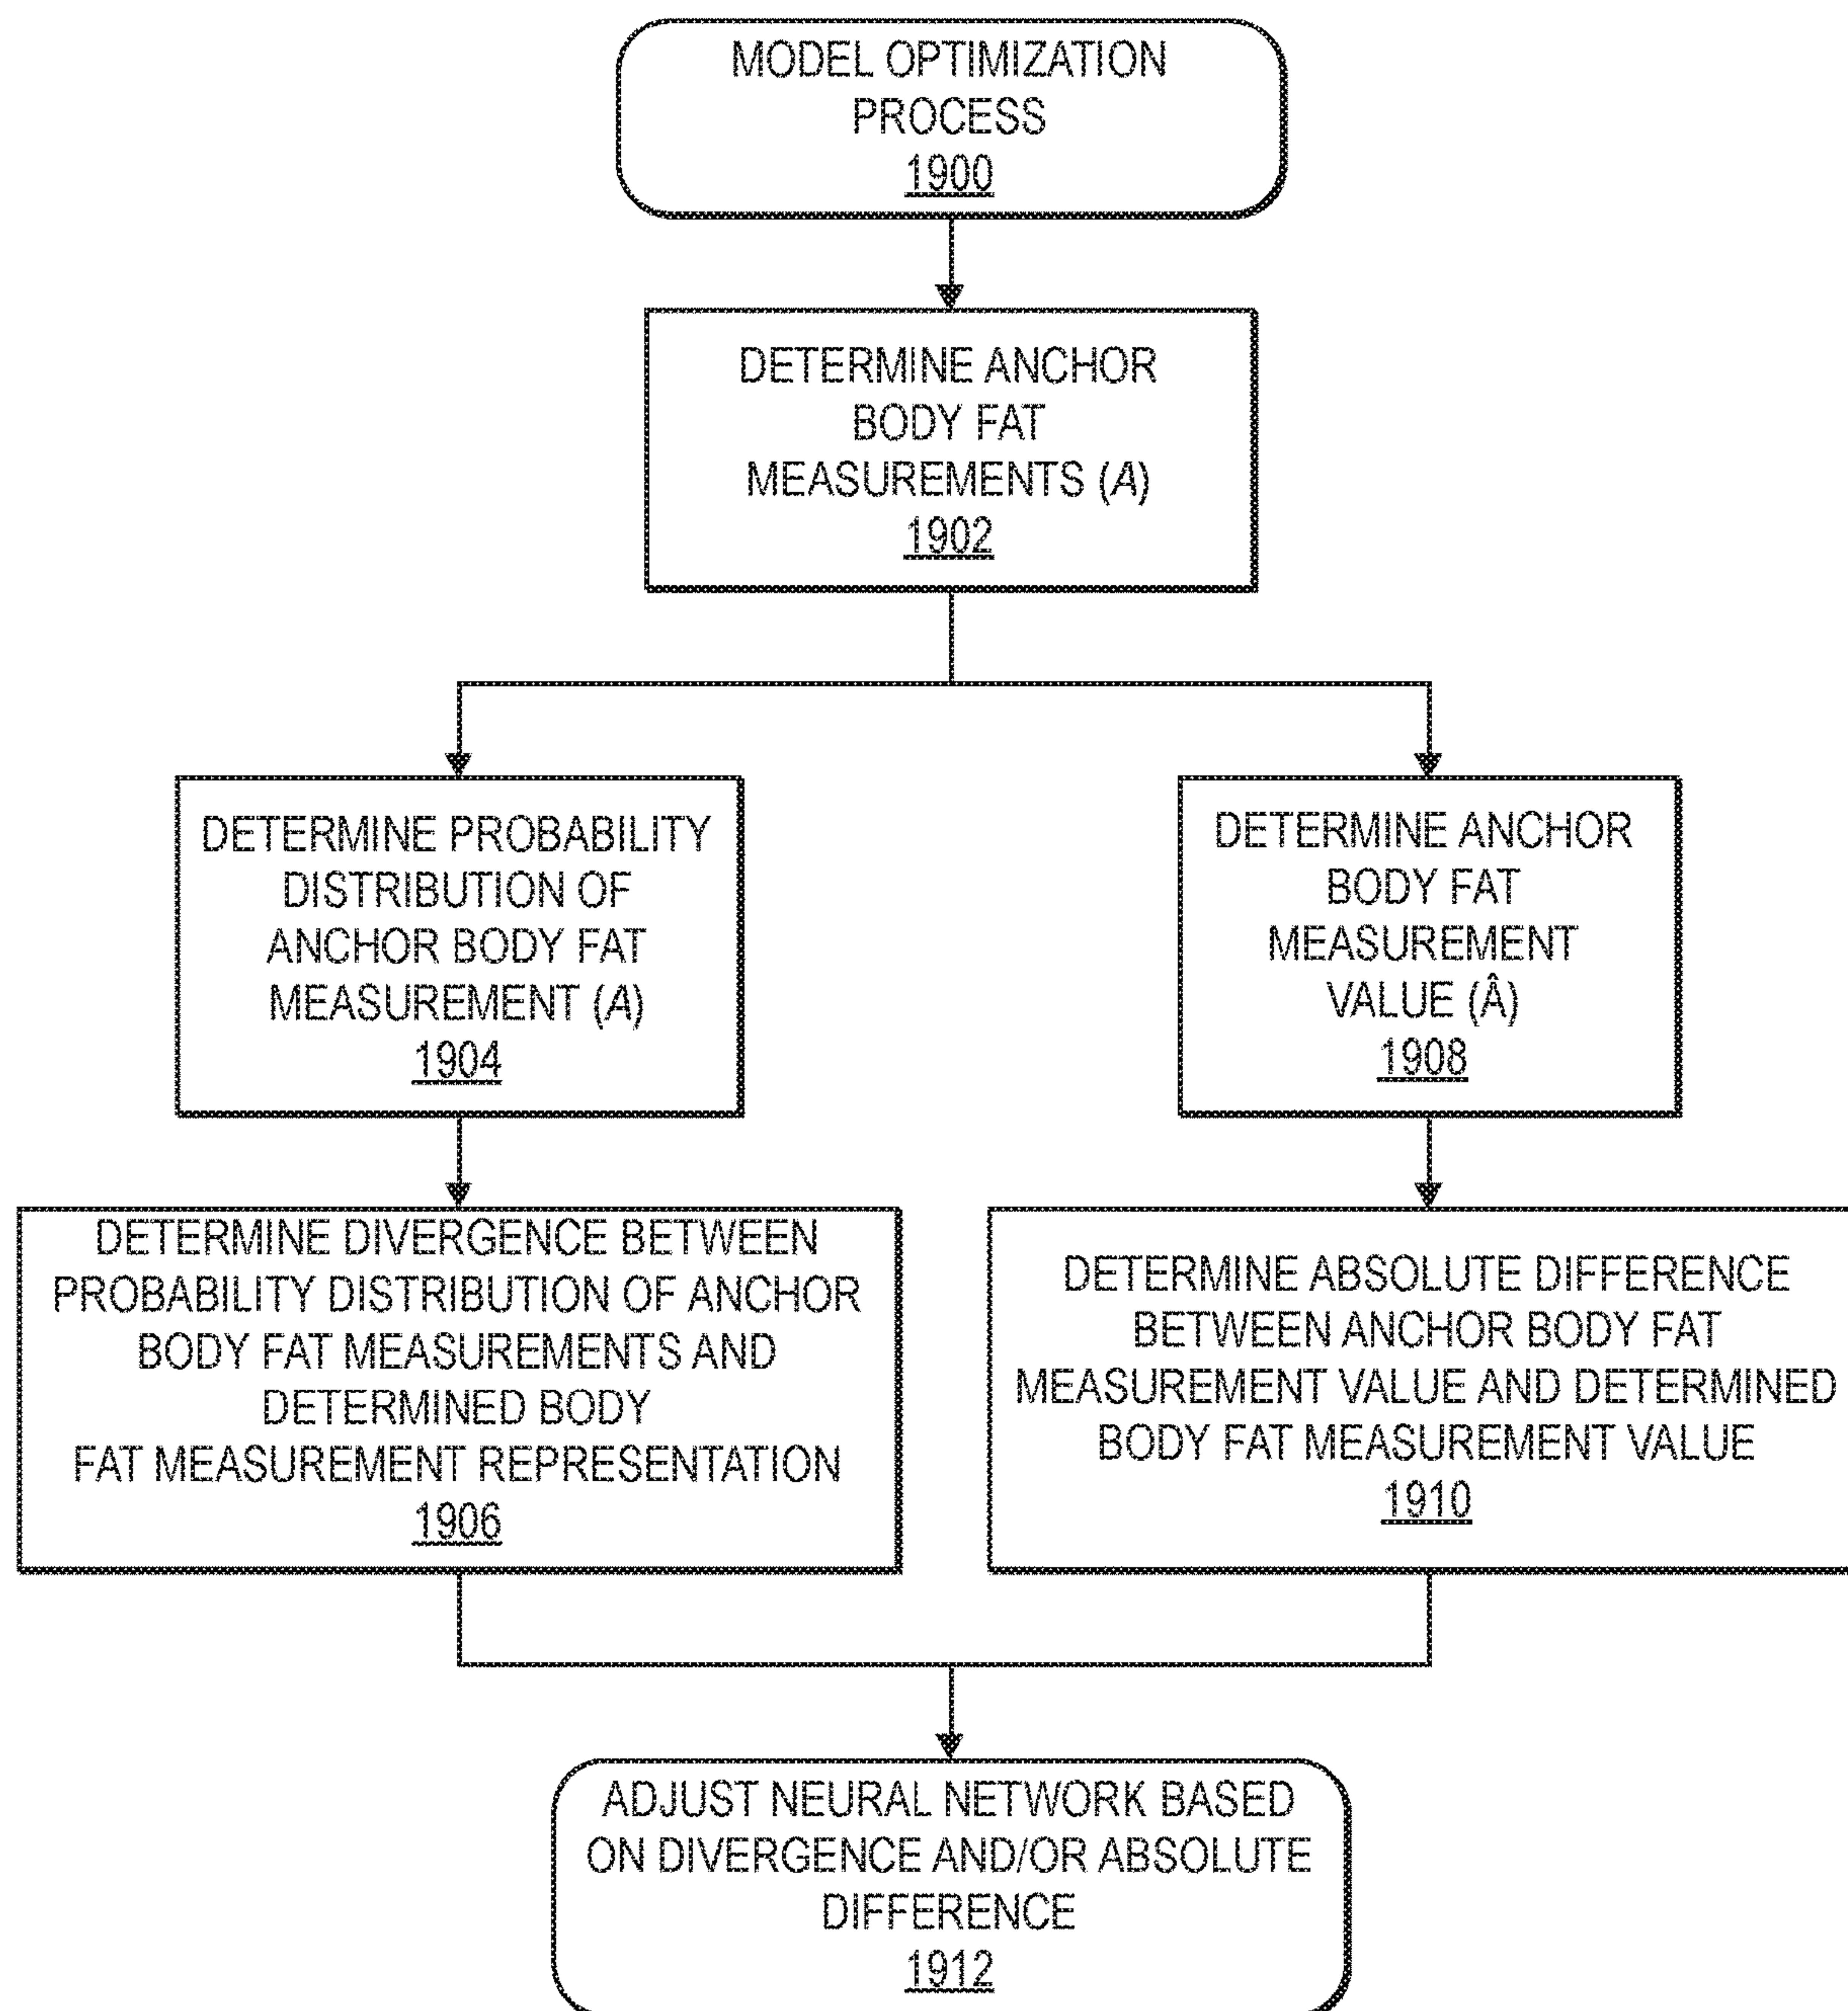 MODEL OPTIMIZATION
PROCESS
1900
DETERMINE ANCHOR
BODY FAT
MEASUREMENTS (A)
1902
DETERMINE PROBABILITY
DISTRIBUTION OF
ANCHOR BODY FAT
MEASUREMENT (A)
1904
DETERMINE ANCHOR
BODY FAT
MEASUREMENT
VALUE (Â)
1908
DETERMINE DIVERGENCE BETWEEN
PROBABILITY DISTRIBUTION OF ANCHOR
BODY FAT MEASUREMENTS AND
DETERMINED BODY
FAT MEASUREMENT REPRESENTATION
1906
DETERMINE ABSOLUTE DIFFERENCE
BETWEEN ANCHOR BODY FAT
MEASUREMENT VALUE AND DETERMINED
BODY FAT MEASUREMENT VALUE
1910
ADJUST NEURAL NETWORK BASED
ON DIVERGENCE AND/OR ABSOLUTE
DIFFERENCE
1912